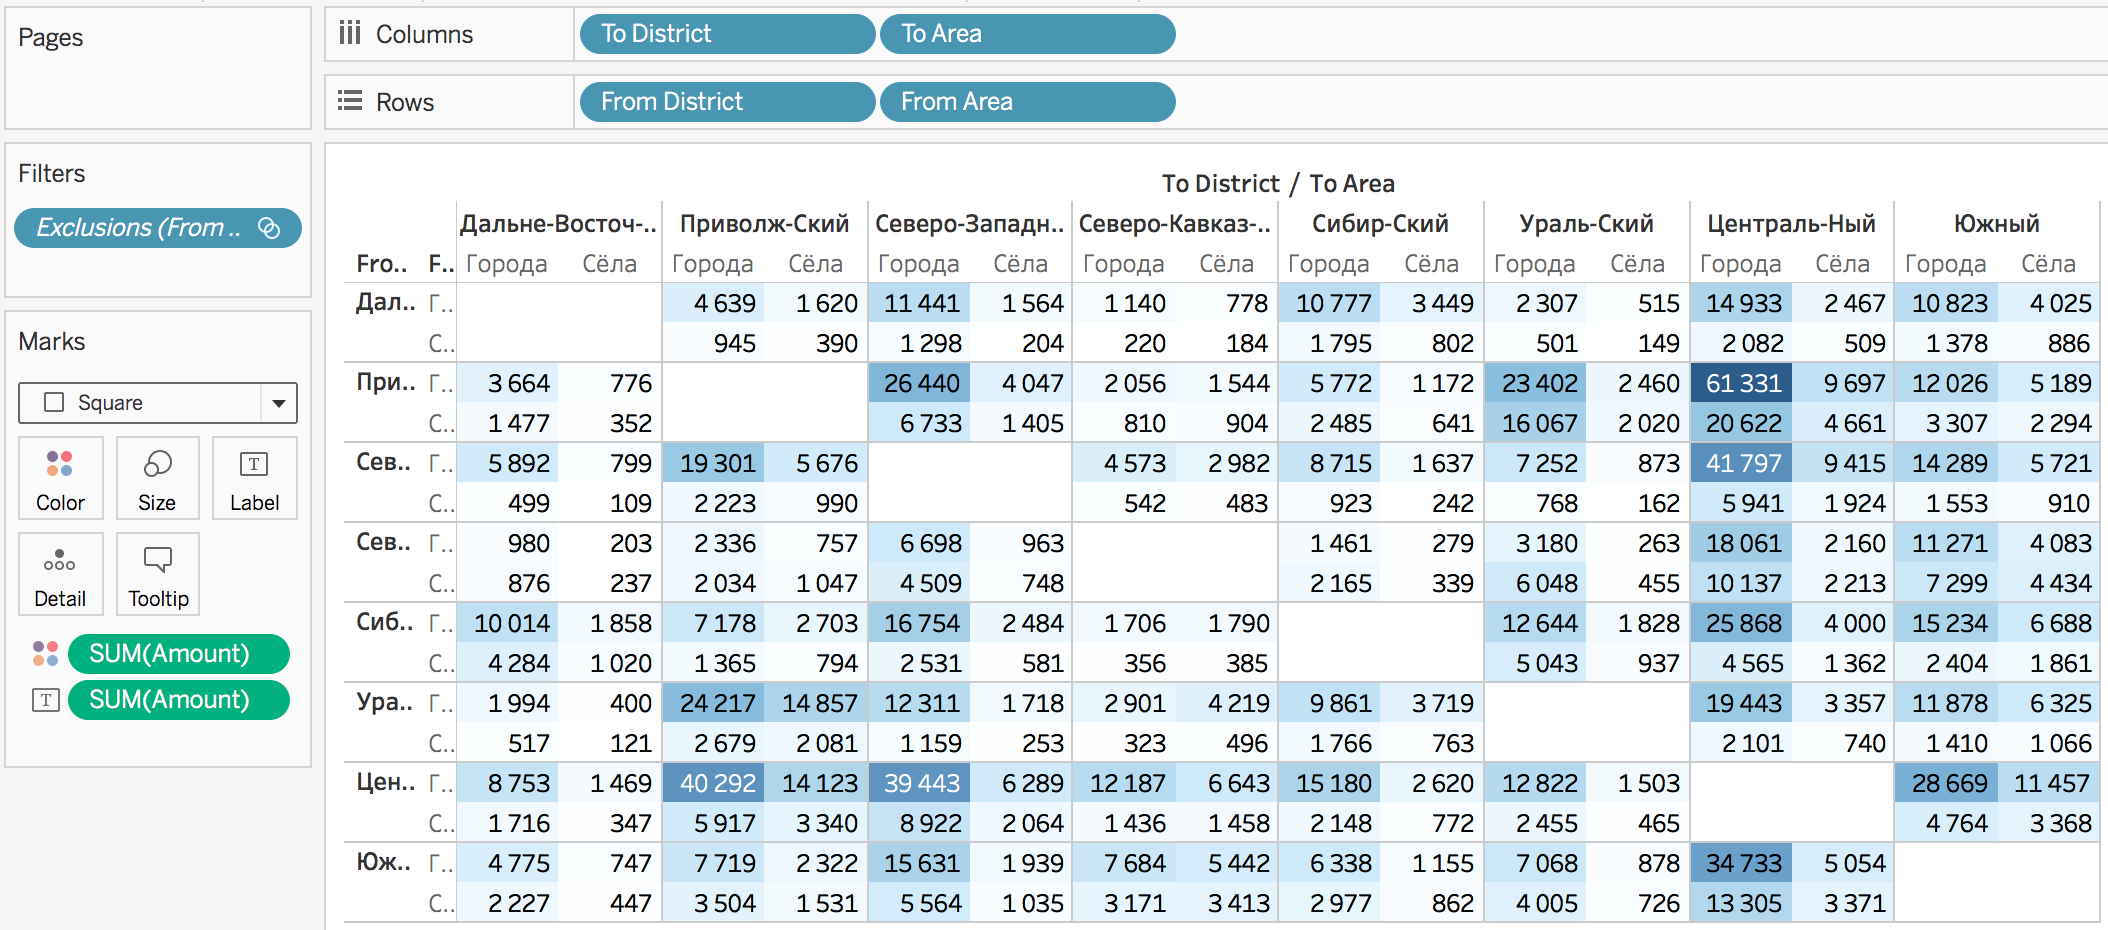 Pages
Columns To District To Area
Rows From District From Area
Filters
Exclusions (From ..
Marks
Square
Color Size Label
Detail Tooltip
SUM(Amount)
SUM(Amount)
To District / To Area
Дальне-Восточ-.. Приволж-Ский Северо-Западн.. Северо-Кавказ-.. Сибир-Ский Ураль-Ский Централь-Ный Южный
Fro.. F.. Города Сёла Города Сёла Города Сёла Города Сёла Города Сёла Города Сёла Города Сёла Города Сёла
Дал.. Г.. 4 639 1 620 11 441 1 564 1 140 778 10 777 3 449 2 307 515 14 933 2 467 10 823 4 025
С.. 945 390 1 298 204 220 184 1 795 802 501 149 2 082 509 1 378 886
При.. Г.. 3 664 776 26 440 4 047 2 056 1 544 5 772 1 172 23 402 2 460 61 331 9 697 12 026 5 189
С.. 1 477 352 6 733 1 405 810 904 2 485 641 16 067 2 020 20 622 4 661 3 307 2 294
Сев.. Г.. 5 892 799 19 301 5 676 4 573 2 982 8 715 1 637 7 252 873 41 797 9 415 14 289 5 721
С.. 499 109 2 223 990 542 483 923 242 768 162 5 941 1 924 1 553 910
Сев.. Г.. 980 203 2 336 757 6 698 963 1 461 279 3 180 263 18 061 2 160 11 271 4 083
С.. 876 237 2 034 1 047 4 509 748 2 165 339 6 048 455 10 137 2 213 7 299 4 434
Сиб.. Г.. 10 014 1 858 7 178 2 703 16 754 2 484 1 706 1 790 12 644 1 828 25 868 4 000 15 234 6 688
С.. 4 284 1 020 1 365 794 2 531 581 356 385 5 043 937 4 565 1 362 2 404 1 861
Ура.. Г.. 1 994 400 24 217 14 857 12 311 1 718 2 901 4 219 9 861 3 719 19 443 3 357 11 878 6 325
С.. 517 121 2 679 2 081 1 159 253 323 496 1 766 763 2 101 740 1 410 1 066
Цен.. Г.. 8 753 1 469 40 292 14 123 39 443 6 289 12 187 6 643 15 180 2 620 12 822 1 503 28 669 11 457
С.. 1 716 347 5 917 3 340 8 922 2 064 1 436 1 458 2 148 772 2 455 465 4 764 3 368
Юж.. Г.. 4 775 747 7 719 2 322 15 631 1 939 7 684 5 442 6 338 1 155 7 068 878 34 733 5 054
С.. 2 227 447 3 504 1 531 5 564 1 035 3 171 3 413 2 977 862 4 005 726 13 305 3 371